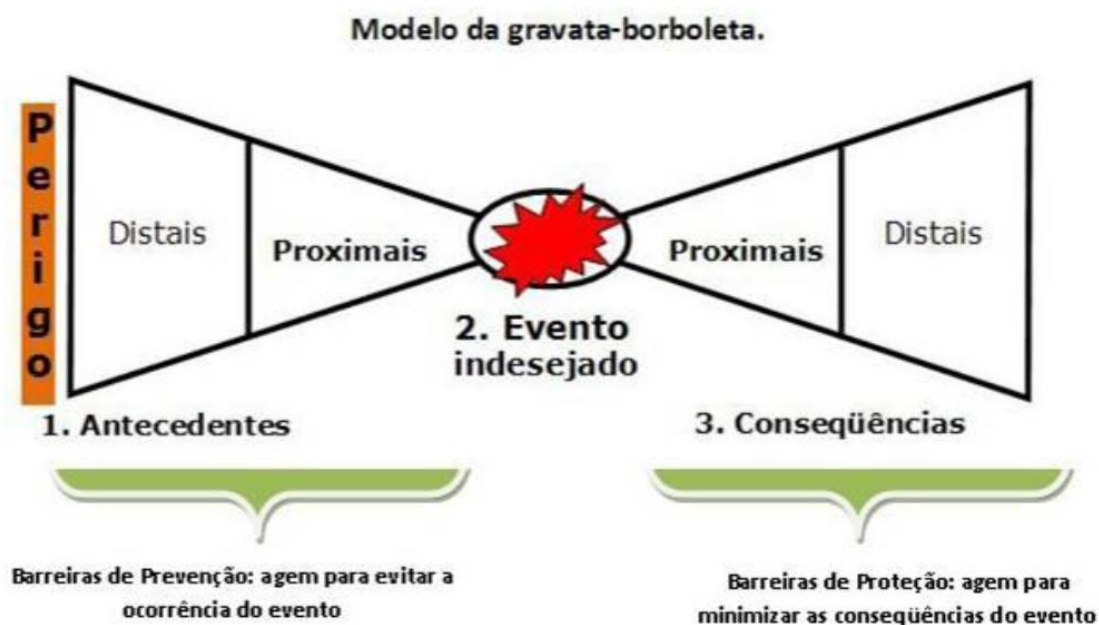 Modelo da gravata-borboleta.
Perigo
Distais
Proximais
Proximais
Distais
2. Evento
indesejado
1. Antecedentes
3. Conseqüências
Barreiras de Prevenção: agem para evitar a
ocorrência do evento
Barreiras de Proteção: agem para
minimizar as conseqüências do evento